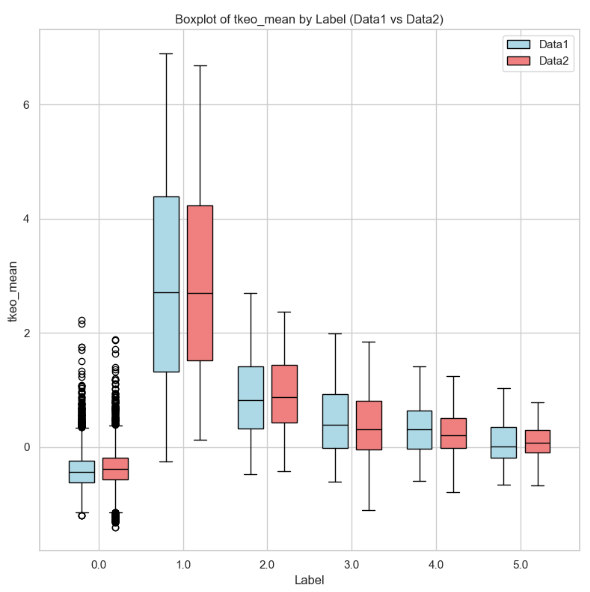 Boxplot of tkeo_mean by Label (Data1 vs Data2)
Data1
Data2
6
4
2
0
tkeo_mean
0.0
1.0
2.0
3.0
4.0
5.0
Label